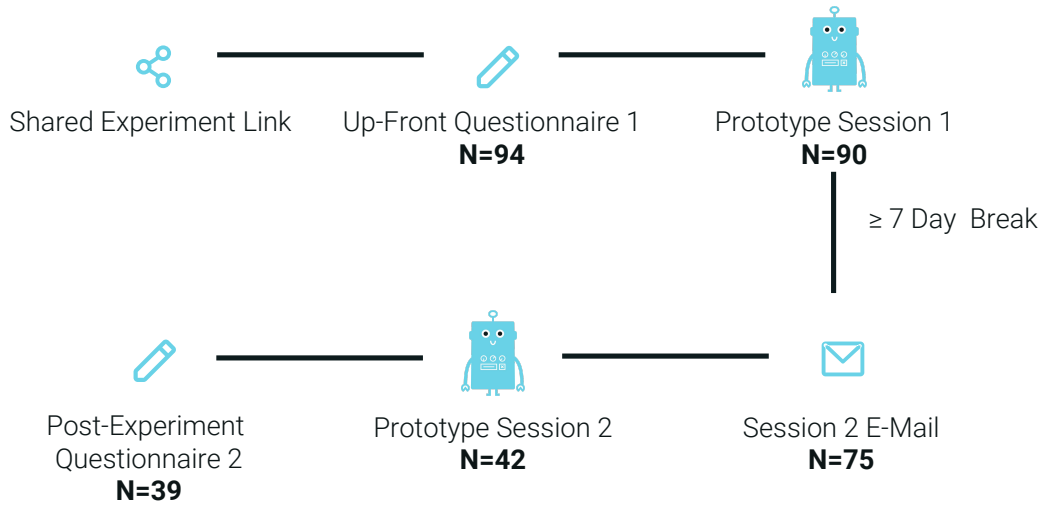 Shared Experiment Link
Up-Front Questionnaire 1
N=94
Prototype Session 1
N=90
≥ 7 Day Break
Session 2 E-Mail
N=75
Prototype Session 2
N=42
Post-Experiment
Questionnaire 2
N=39